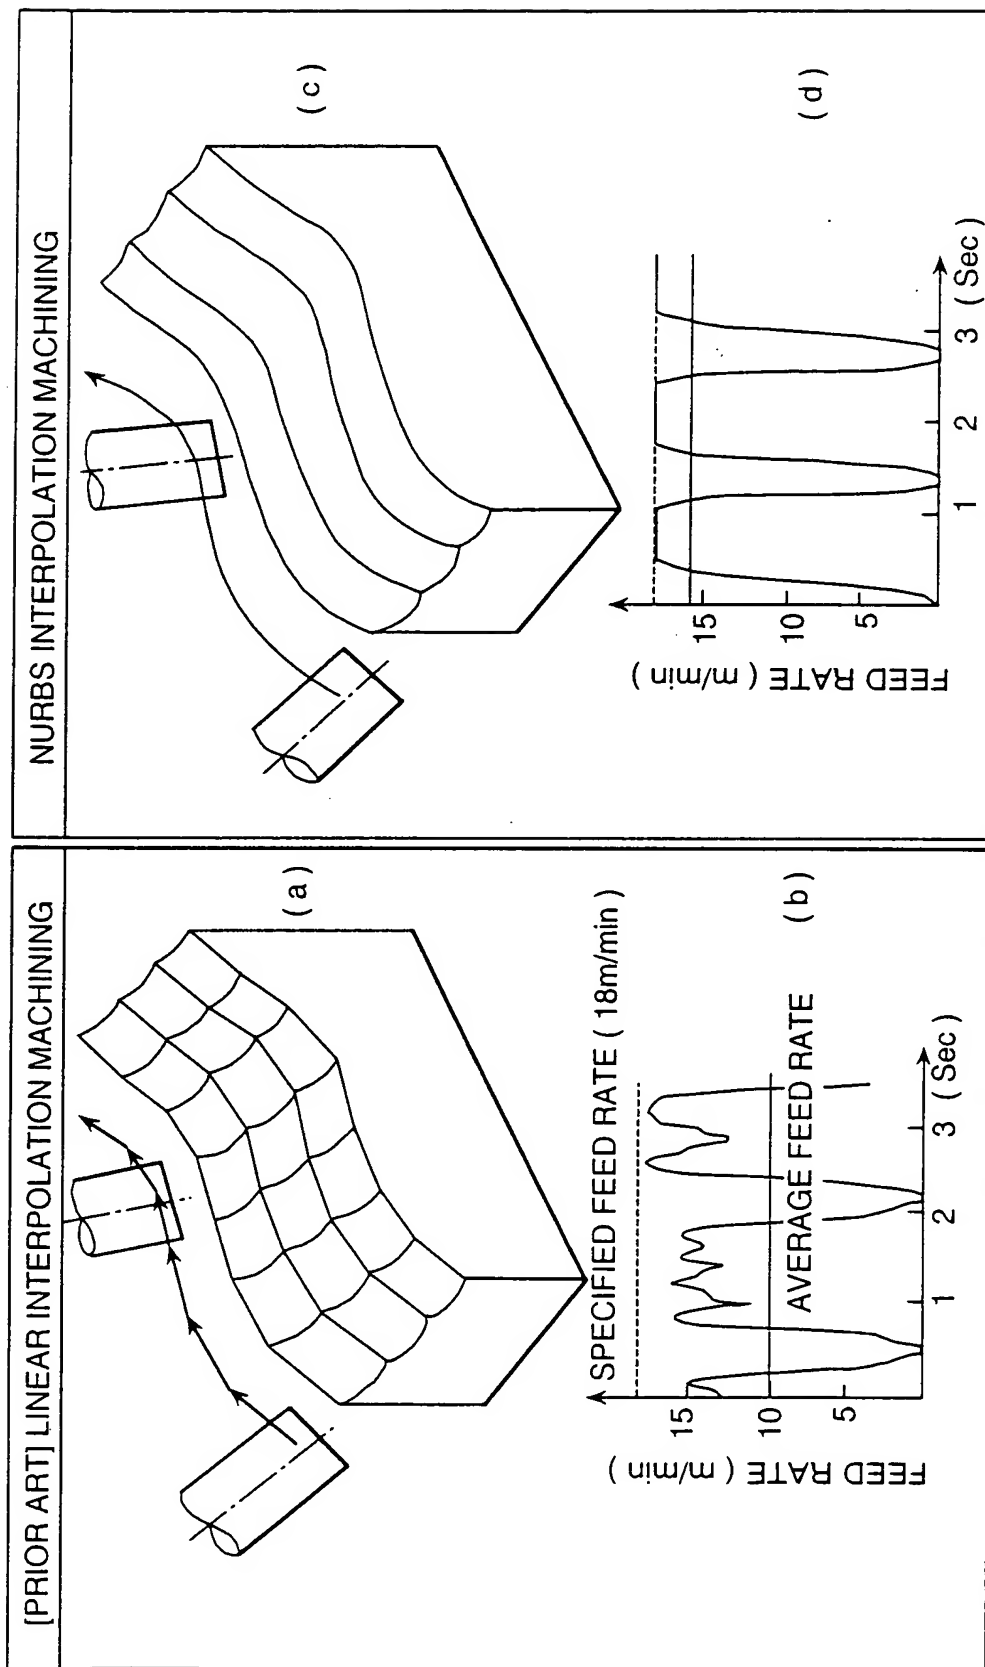 [PRIOR ART] LINEAR INTERPOLATION MACHINING
( a )
SPECIFIED FEED RATE ( 18m/min)
FEED RATE ( m/min )
15
10
5
AVERAGE FEED RATE
1
2
3
( Sec)
( b )
NURBS INTERPOLATION MACHINING
( c )
FEED RATE ( m/min )
15
10
5
1
2
3
( Sec)
( d )